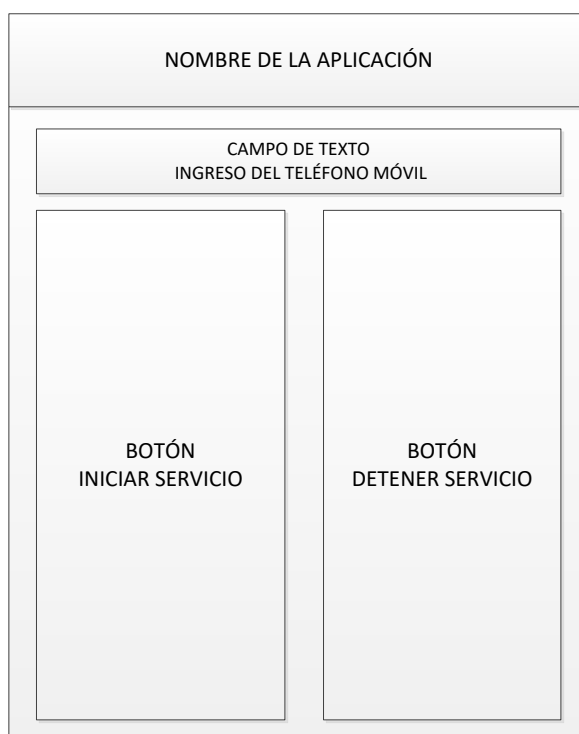 NOMBRE DE LA APLICACIÓN
CAMPO DE TEXTO
INGRESO DEL TELÉFONO MÓVIL
BOTÓN
INICIAR SERVICIO
BOTÓN
DETENER SERVICIO